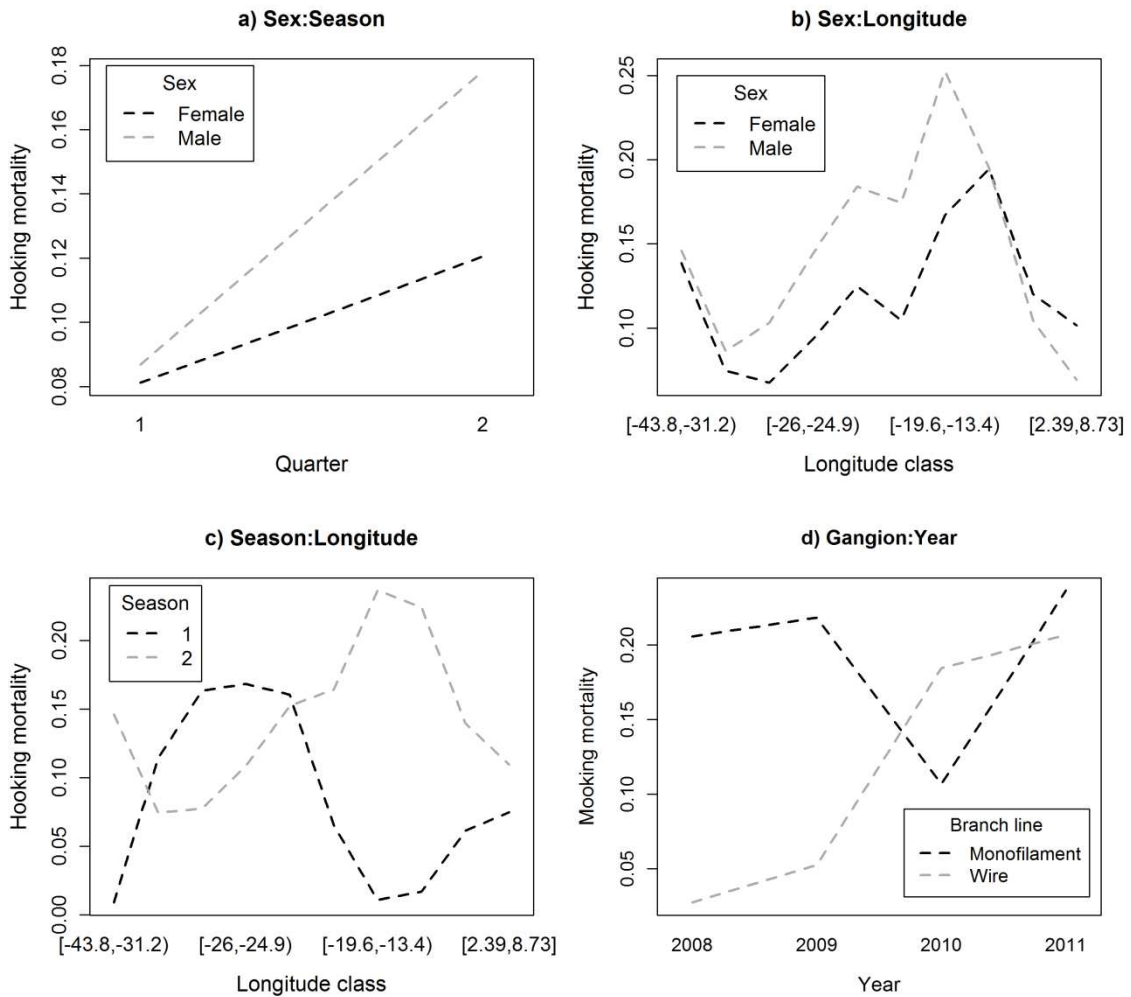 a) Sex:Season
Hooking mortality
0.08 0.10 0.12 0.14 0.16 0.18
Sex
Female
Male
1 2
Quarter
b) Sex:Longitude
Hooking mortality
0.10 0.15 0.20 0.25
Sex
Female
Male
[-43.8,-31.2) [-26,-24.9) [-19.6,-13.4) [2.39,8.73]
Longitude class
c) Season:Longitude
Hooking mortality
0.00 0.05 0.10 0.15 0.20
Season
1
2
[-43.8,-31.2) [-26,-24.9) [-19.6,-13.4) [2.39,8.73]
Longitude class
d) Gangion:Year
Mooking mortality
0.05 0.10 0.15 0.20
Branch line
Monofilament
Wire
2008 2009 2010 2011
Year